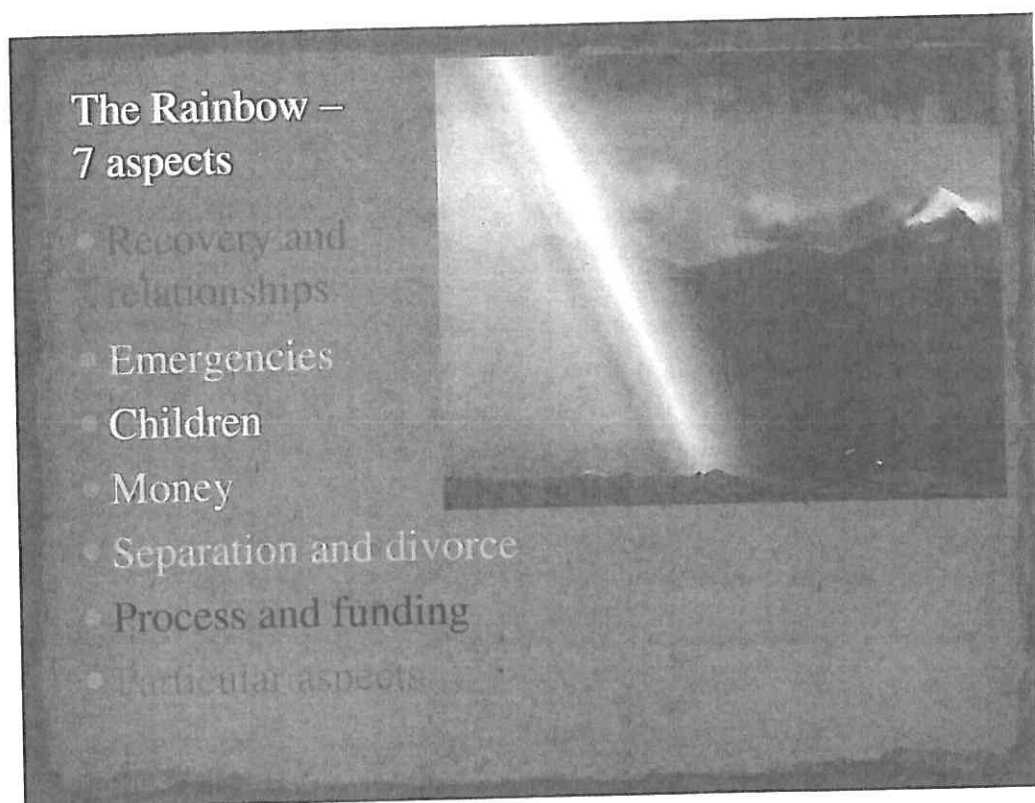 The Rainbow –
7 aspects
• Recovery and
relationships
• Emergencies
• Children
• Money
• Separation and divorce
• Process and funding
• Particular aspects